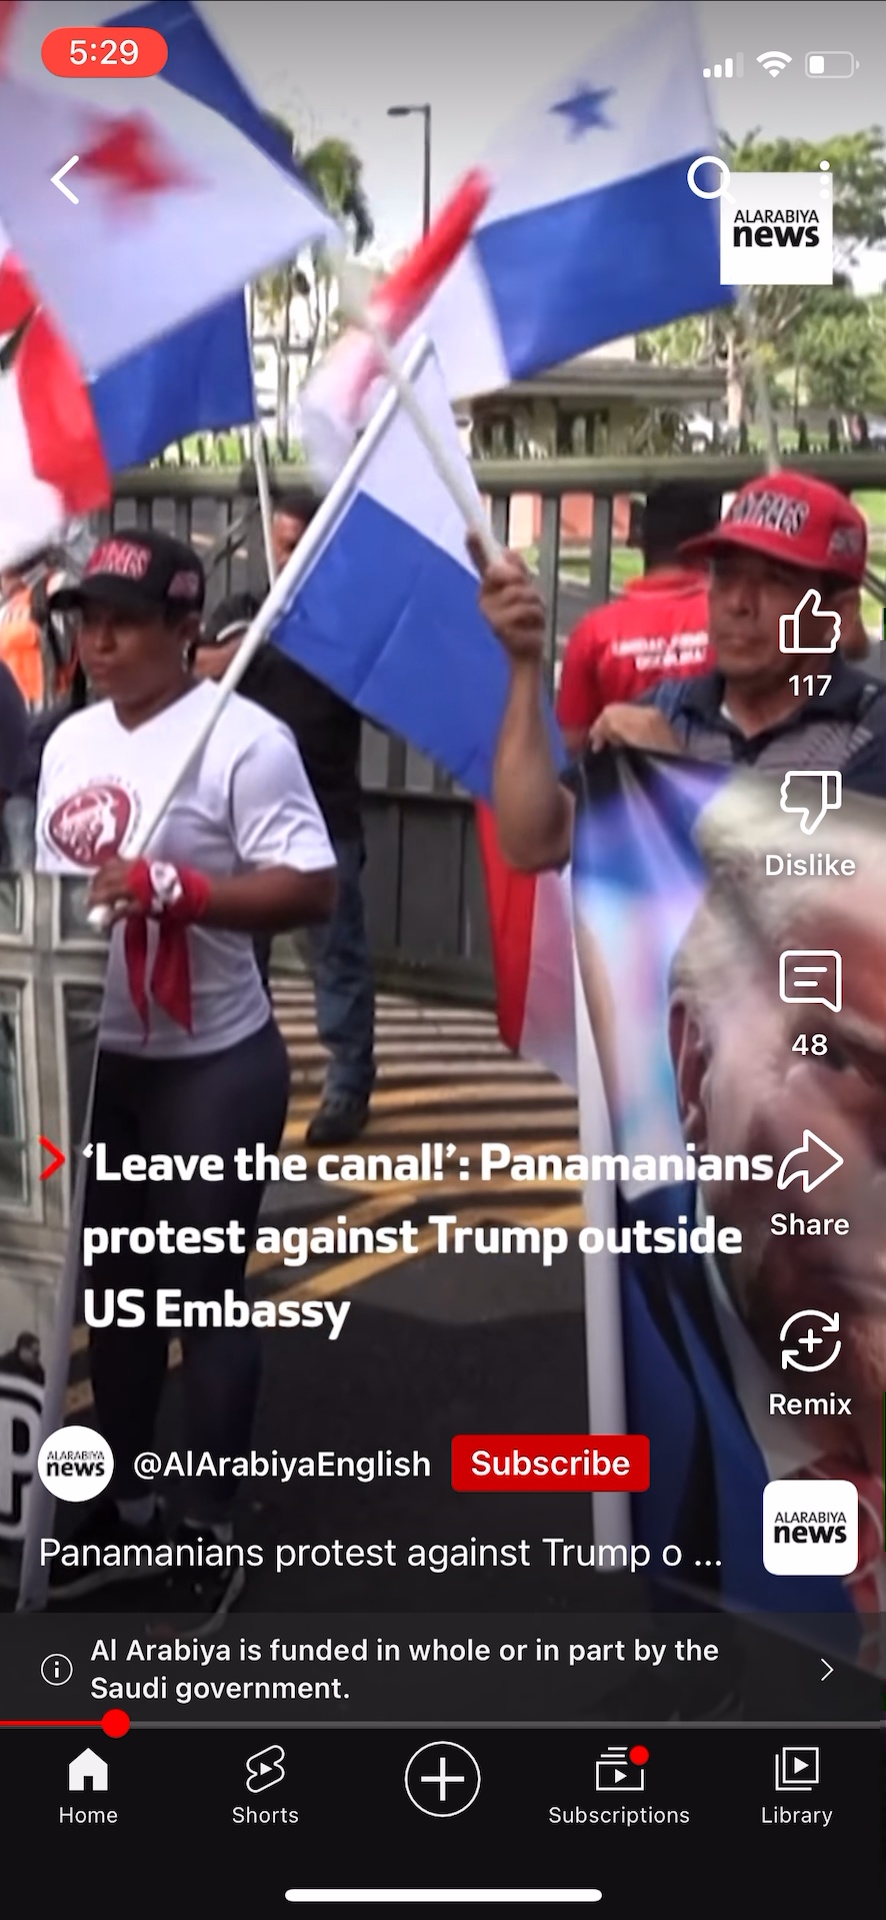 5:29
ALARABIYA
news
117
Dislike
48
‘Leave the canal!’: Panamanians
protest against Trump outside
US Embassy
Share
Remix
ALARABIYA
news
@AlArabiyaEnglish
Subscribe
Panamanians protest against Trump o ...
ALARABIYA
news
Al Arabiya is funded in whole or in part by the
Saudi government.
Home
Shorts
Subscriptions
Library